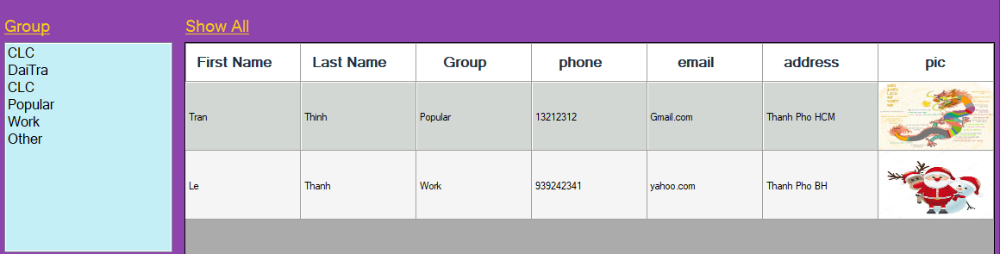 Group
Show All
CLC
DaiTra
CLC
Popular
Work
Other
First Name Last Name Group phone email address pic
Tran Thinh Popular 13212312 Gmail.com Thanh Pho HCM
Le Thanh Work 939242341 yahoo.com Thanh Pho BH